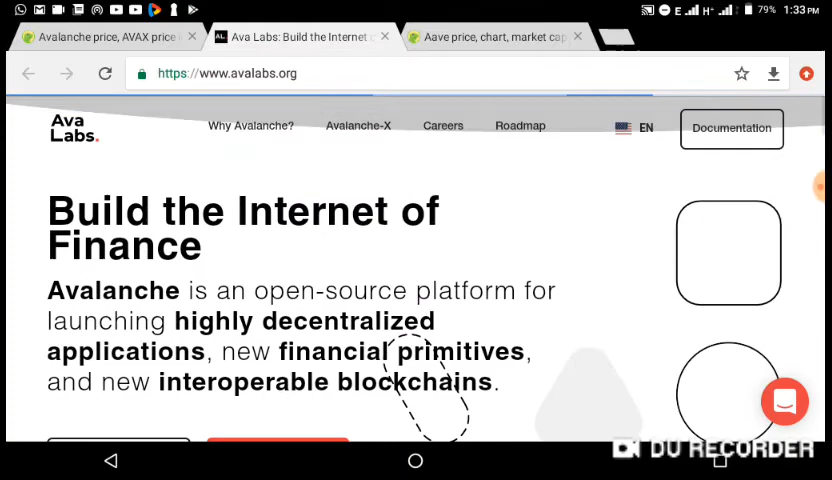 E H+ 79% 1:33PM
Avalanche price, AVAX price i
AL. Ava Labs: Build the Internet o
Aave price, chart, market cap
https://www.avalabs.org
Ava
Labs.
Why Avalanche? Avalanche-X Careers Roadmap EN Documentation
Build the Internet of
Finance
Avalanche is an open-source platform for
launching highly decentralized
applications, new financial primitives,
and new interoperable blockchains.
DU RECORDER